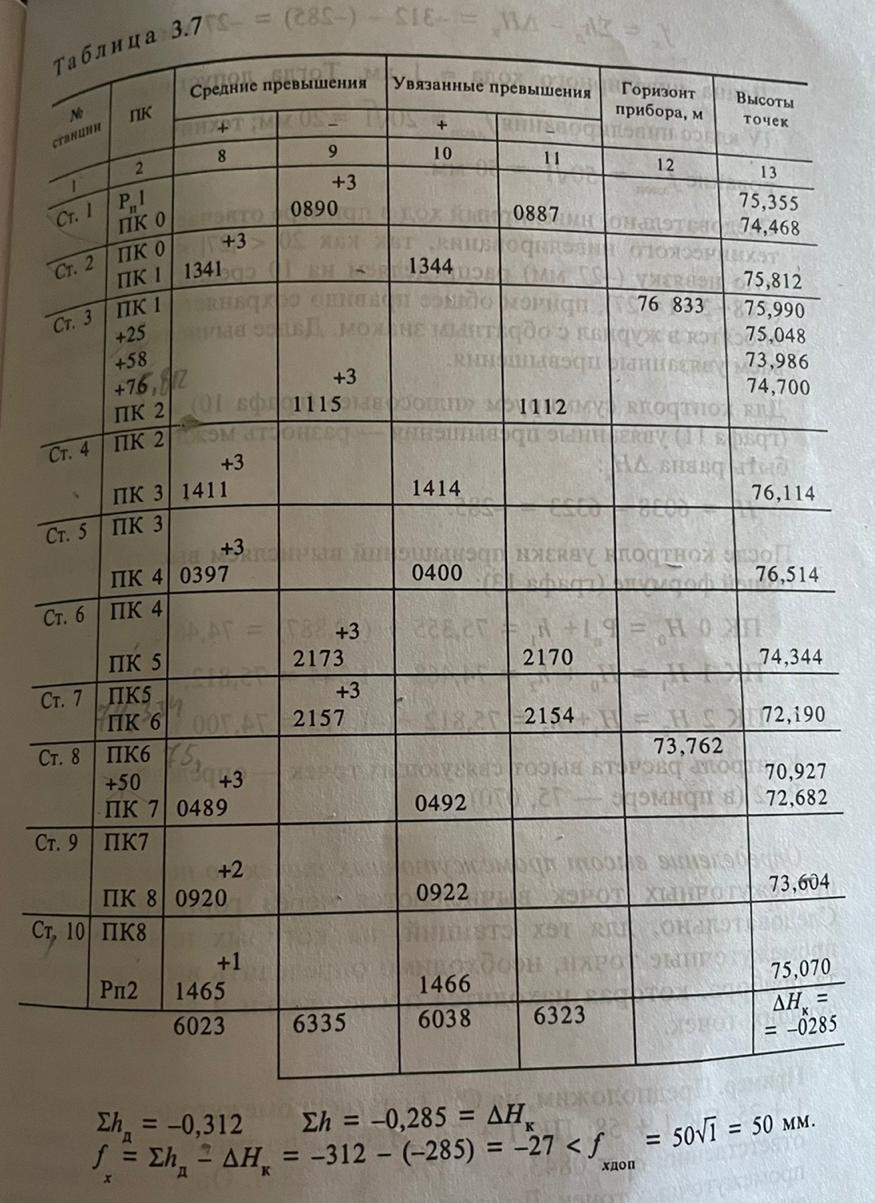 Таблица 3.7
№ станции ПК Средние превышения Увязанные превышения Горизонт прибора, м Высоты точек
+ – + –
1 2 8 9 10 11 12 13
Ст. 1 Рп1 +3 75,355
ПК 0 0890 0887 74,468
Ст. 2 ПК 0 +3
ПК 1 1341 – 1344 75,812
Ст. 3 ПК 1 76 833 75,990
+25 75,048
+58 73,986
+76 +3 74,700
ПК 2 1115 1112
Ст. 4 ПК 2
+3
ПК 3 1411 1414 76,114
Ст. 5 ПК 3
+3
ПК 4 0397 0400 76,514
Ст. 6 ПК 4
+3
ПК 5 2173 2170 74,344
Ст. 7 ПК5 +3
ПК 6 2157 2154 72,190
Ст. 8 ПК6 73,762
+50 +3 70,927
ПК 7 0489 0492 72,682
Ст. 9 ПК7
+2
ПК 8 0920 0922 73,604
Ст, 10 ПК8
+1
Рп2 1465 1466 75,070
6023 6335 6038 6323 ΔHк =
= –0285
Σhд = –0,312 Σh = –0,285 = ΔHк
fx = Σhд – ΔHк = –312 – (–285) = –27 < fхдоп = 50√1 = 50 мм.